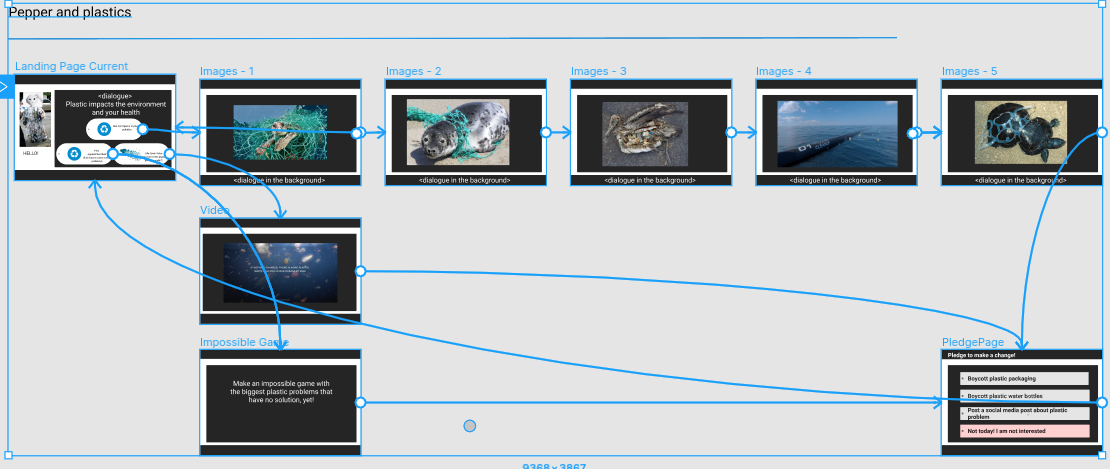 Pepper and plastics
Landing Page Current
Images - 1
Images - 2
Images - 3
Images - 4
Images - 5
<dialogue>
Plastic impacts the environment
and your health
HELLO!
<dialogue in the background)
<dialogue in the background)
<dialogue in the background)
<dialogue in the background)
<dialogue in the background)
Video
Impossible Game
Make an impossible game with
the biggest plastic problems that
have no solution, yet!
PledgePage
Pledge to make a change!
Boycott plastic packaging
Boycott plastic water bottles
Post a social media post about plastic
problem
Not today! I am not interested
9368 × 3867